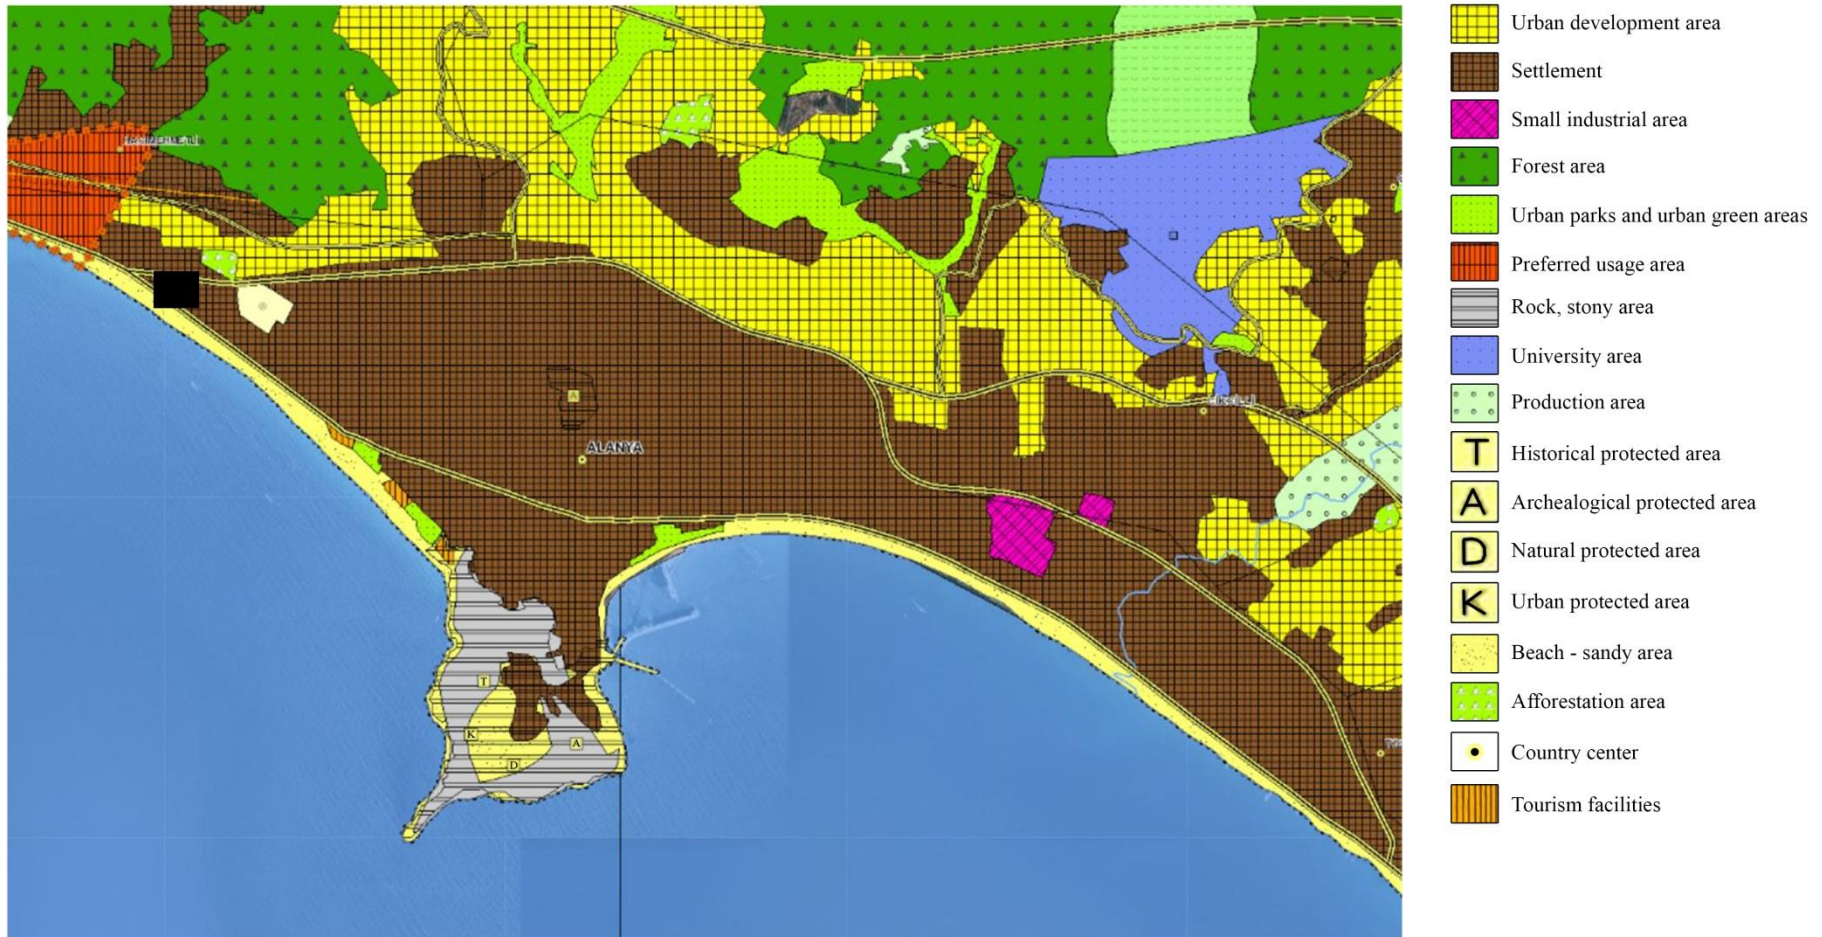 Urban development area
Settlement
Small industrial area
Forest area
Urban parks and urban green areas
Preferred usage area
Rock, stony area
University area
Production area
T Historical protected area
A Archealogical protected area
D Natural protected area
K Urban protected area
Beach - sandy area
Afforestation area
Country center
Tourism facilities
A
ALANYA
T
K
A
D